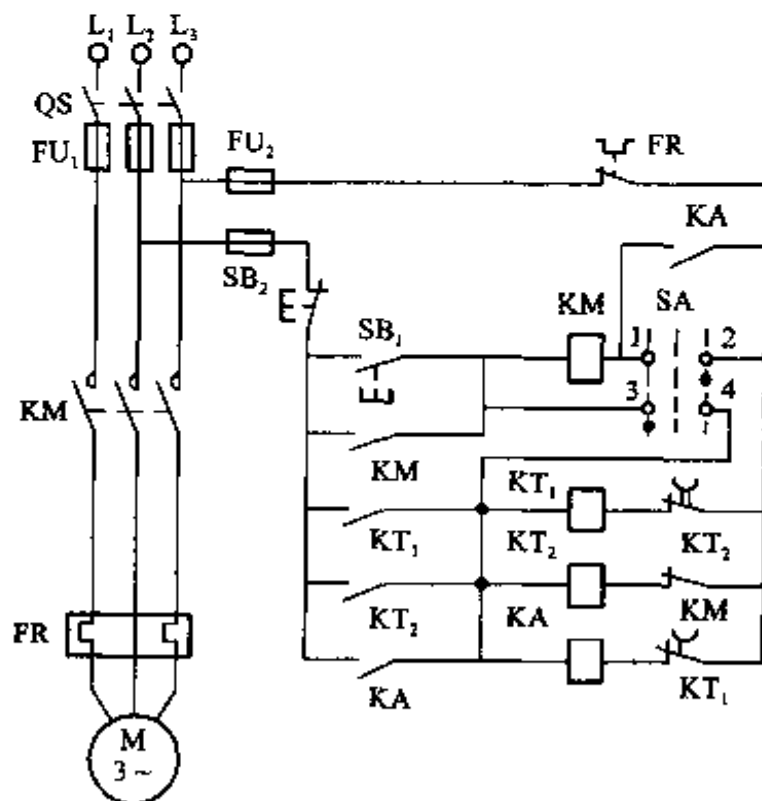 L₁ L₂ L₃
QS
FU₁
FU₂
FR
KA
SB₂
SB₁
KM
SA
1 2
3 4
KM
KM
KT₁
KT₁
KT₂
KT₂
KT₂
KA
KM
FR
KA
KT₁
M
3 ~